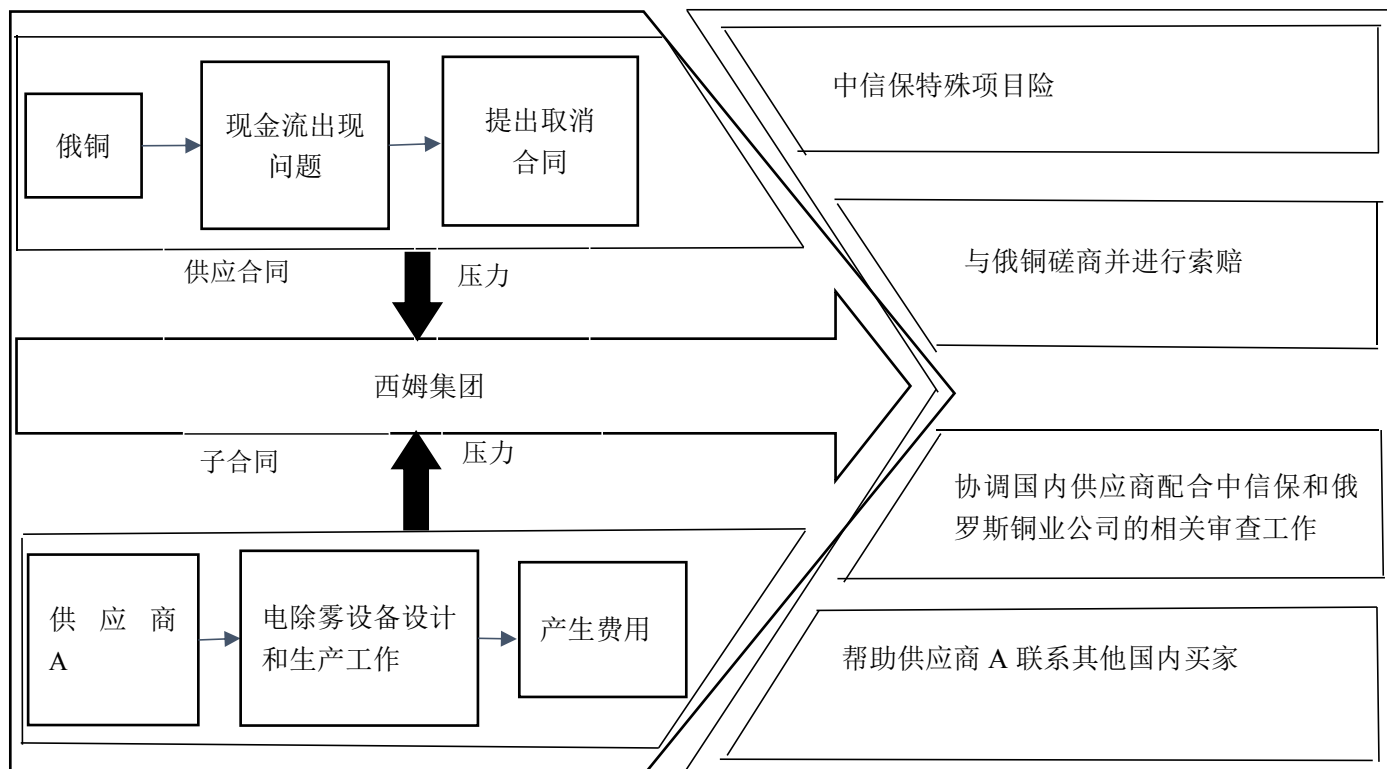 俄铜
现金流出现
问题
提出取消
合同
供应合同
压力
西姆集团
子合同
压力
供应商
A
电除雾设备设计
和生产工作
产生费用
中信保特殊项目险
与俄铜磋商并进行索赔
协调国内供应商配合中信保和俄
罗斯铜业公司的相关审查工作
帮助供应商 A 联系其他国内买家